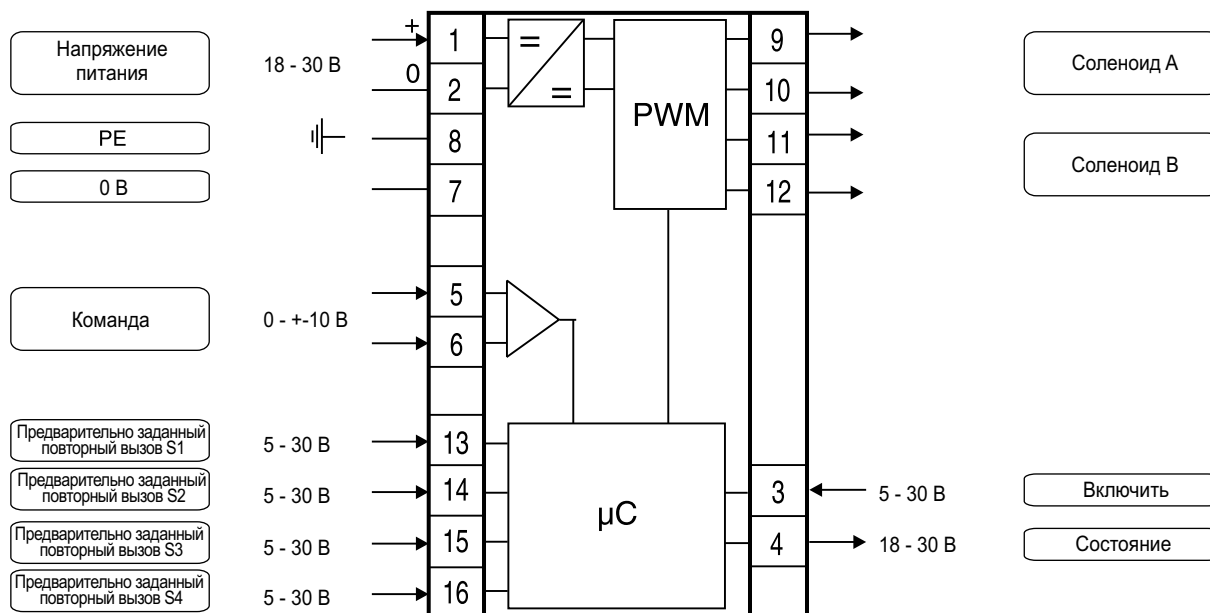 Напряжение
питания
18 - 30 В
+
0
1
2
=
=
PWM
9
10
Соленоид А
PE
8
11
Соленоид В
0 В
7
12
Команда
0 - +-10 В
5
6
Предварительно заданный
повторный вызов S1
5 - 30 В
13
Предварительно заданный
повторный вызов S2
5 - 30 В
14
µC
3
5 - 30 В
Включить
Предварительно заданный
повторный вызов S3
5 - 30 В
15
4
18 - 30 В
Состояние
Предварительно заданный
повторный вызов S4
5 - 30 В
16